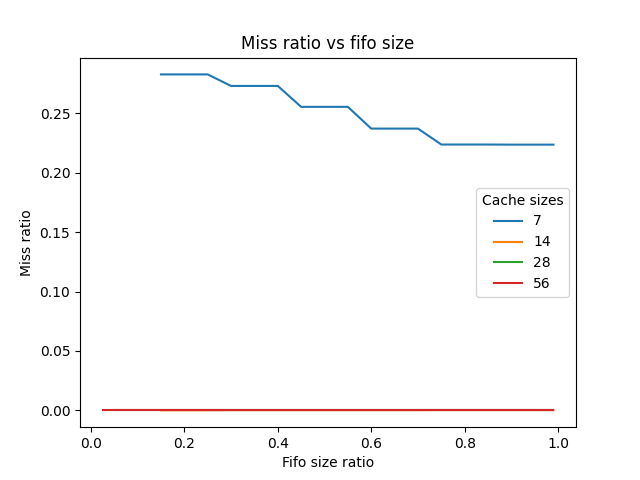 Miss ratio vs fifo size
Miss ratio
0.25
0.20
0.15
0.10
0.05
0.00
Cache sizes
7
14
28
56
0.0 0.2 0.4 0.6 0.8 1.0
Fifo size ratio